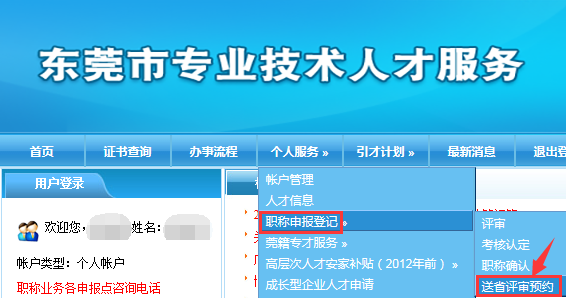 东莞市专业技术人才服务
首页 证书查询 办事流程 个人服务 » 引才计划 » 最新消息 退出登
用户登录
欢迎您， 姓名：
帐户类型：个人帐户
职称业务各申报点咨询电话
帐户管理
人才信息
职称申报登记 »
莞籍专才服务 »
高层次人才安家补贴（2012年前） »
成长型企业人才申请
评审
考核认定
职称确认
送省评审预约